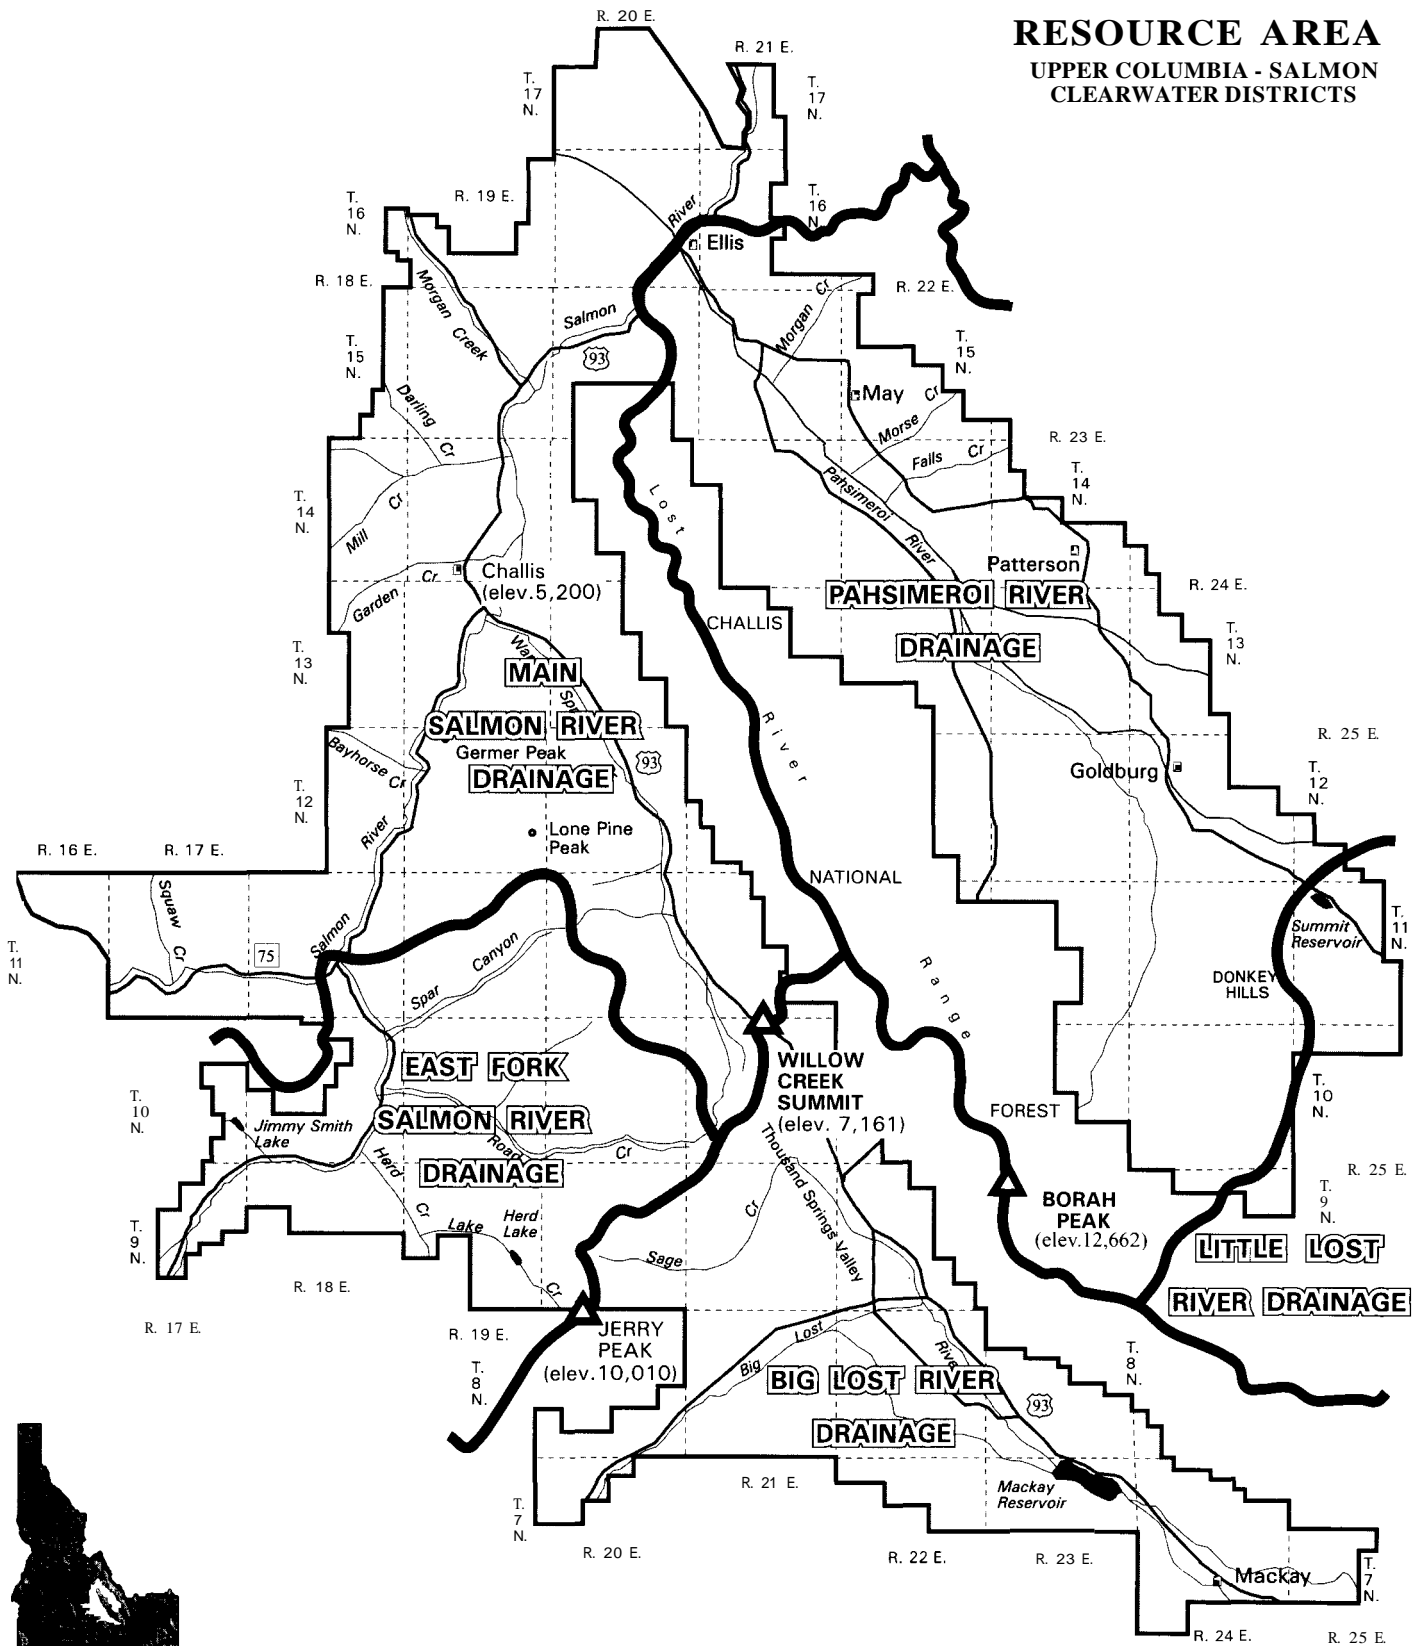 RESOURCE AREA
UPPER COLUMBIA - SALMON
CLEARWATER DISTRICTS
R. 20 E.
R. 21 E.
T.
17
N.
T.
17
N.
R. 19 E.
T.
16
N.
T.
16
N.
River
Ellis
R. 18 E.
R. 22 E.
Morgan Creek
Salmon
93
Morgan Cr
T.
15
N.
T.
15
N.
May
Darling
Cr
Morse Cr
Falls Cr
R. 23 E.
T.
14
N.
T.
14
N.
Mill Cr
Lost
Pahsimeroi
River
Patterson
Challis
(elev.5,200)
Garden Cr
R. 24 E.
PAHSIMEROI RIVER
DRAINAGE
CHALLIS
T.
13
N.
T.
13
N.
MAIN
SALMON RIVER
DRAINAGE
Germer Peak
River
93
Bayhorse Cr
R. 25 E.
Goldburg
T.
12
N.
T.
12
N.
River
Lone Pine
Peak
R. 16 E.
R. 17 E.
NATIONAL
Squaw
Cr
Salmon
75
T.
11
N.
T.
11
N.
Summit
Reservoir
Spar Canyon
Range
DONKEY
HILLS
EAST FORK
SALMON RIVER
DRAINAGE
WILLOW
CREEK
SUMMIT
(elev. 7,161)
FOREST
T.
10
N.
T.
10
N.
Jimmy Smith
Lake
Road
Cr
Herd
Cr
Thousand Springs Valley
R. 25 E.
T.
9
N.
T.
9
N.
BORAH
PEAK
(elev.12,662)
Lake
Herd
Lake
Cr
Sage
Cr
LITTLE LOST
RIVER DRAINAGE
R. 18 E.
R. 17 E.
R. 19 E.
JERRY
PEAK
(elev.10,010)
T.
8
N.
T.
8
N.
Big Lost
River
BIG LOST RIVER
DRAINAGE
93
Mackay
Reservoir
R. 21 E.
T.
7
N.
R. 20 E.
R. 22 E.
R. 23 E.
Mackay
T.
7
N.
R. 24 E.
R. 25 E.